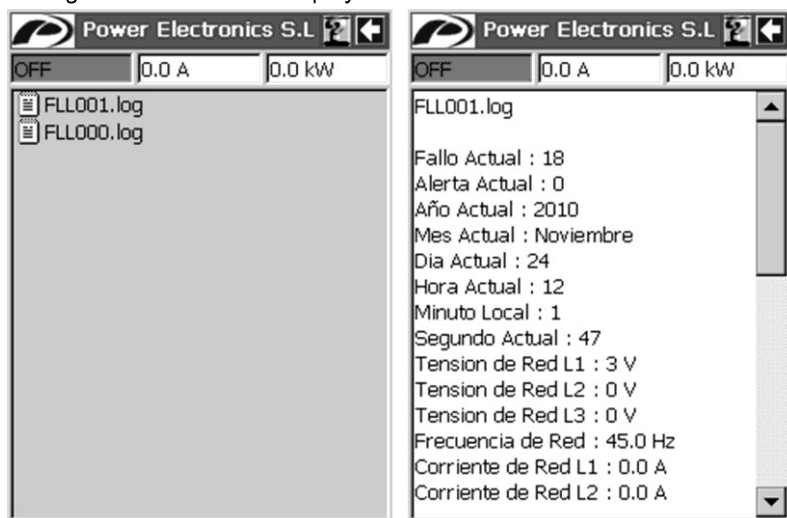 Power Electronics S.L
OFF
0.0 A
0.0 kW
FLL001.log
FLL000.log
Power Electronics S.L
OFF
0.0 A
0.0 kW
FLL001.log
Fallo Actual : 18
Alerta Actual : 0
Año Actual : 2010
Mes Actual : Noviembre
Dia Actual : 24
Hora Actual : 12
Minuto Local : 1
Segundo Actual : 47
Tension de Red L1 : 3 V
Tension de Red L2 : 0 V
Tension de Red L3 : 0 V
Frecuencia de Red : 45.0 Hz
Corriente de Red L1 : 0.0 A
Corriente de Red L2 : 0.0 A